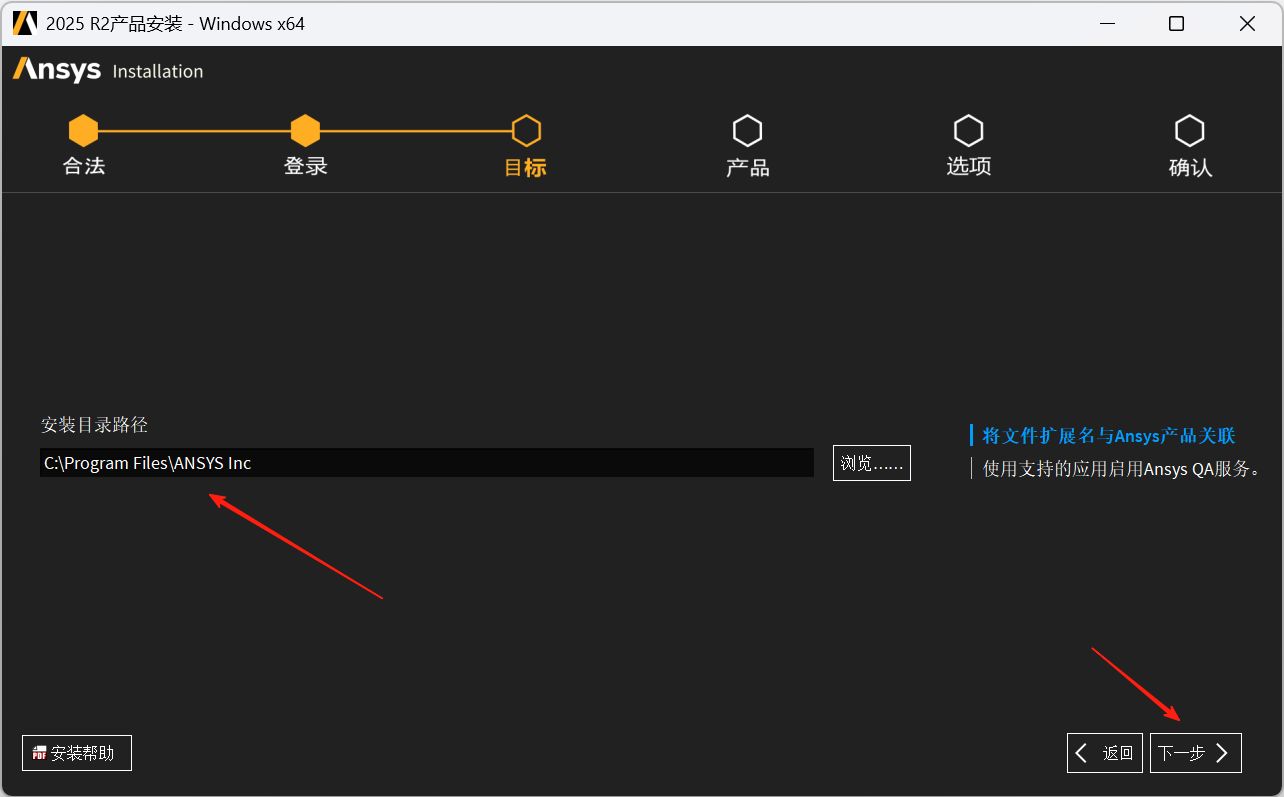 2025 R2产品安装 - Windows x64
Ansys Installation
合法 登录 目标 产品 选项 确认
安装目录路径
C:\Program Files\ANSYS Inc
浏览......
将文件扩展名与Ansys产品关联
使用支持的应用启用Ansys QA服务。
PDF 安装帮助
返回
下一步